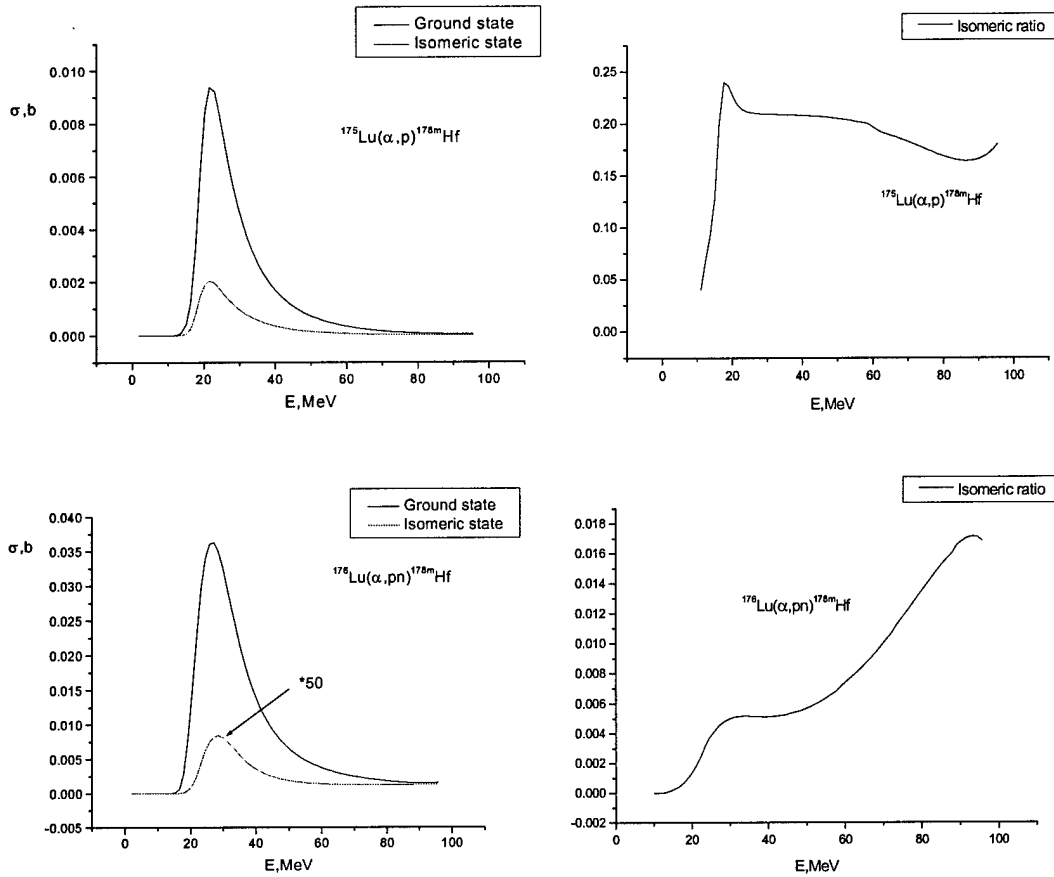 Ground state
Isomeric state
0.010
σ,b
0.008
0.006
0.004
0.002
0.000
¹⁷⁵Lu(α,p)¹⁷⁸ᵐHf
0 20 40 60 80 100
E,MeV
Isomeric ratio
0.25
0.20
0.15
0.10
0.05
0.00
¹⁷⁵Lu(α,p)¹⁷⁸ᵐHf
0 20 40 60 80 100
E,MeV
Ground state
Isomeric state
0.040
σ,b
0.035
0.030
0.025
0.020
0.015
0.010
0.005
0.000
-0.005
¹⁷⁶Lu(α,pn)¹⁷⁸ᵐHf
*50
0 20 40 60 80 100
E,MeV
Isomeric ratio
0.018
0.016
0.014
0.012
0.010
0.008
0.006
0.004
0.002
0.000
-0.002
¹⁷⁶Lu(α,pn)¹⁷⁸ᵐHf
0 20 40 60 80 100
E,MeV